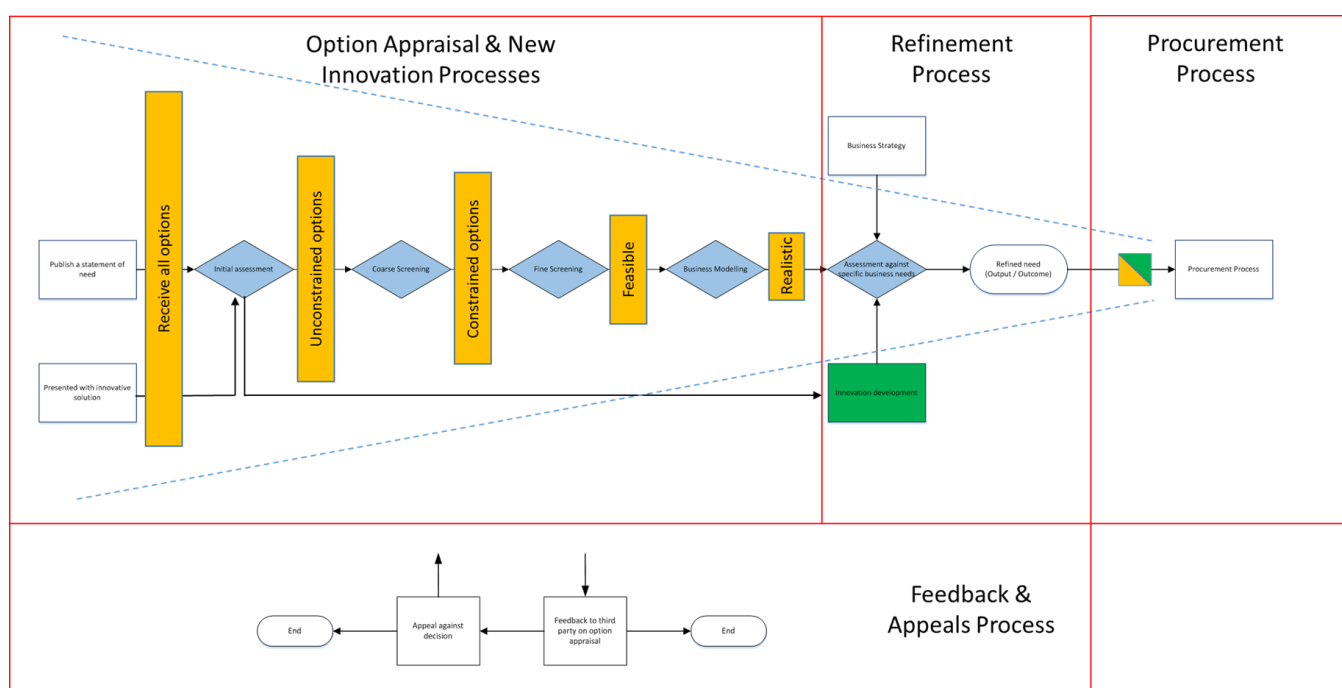 Option Appraisal & New
Innovation Processes
Refinement
Process
Procurement
Process
Business Strategy
Publish a statement of
need
Receive all options
Initial assessment
Unconstrained options
Coarse Screening
Constrained options
Fine Screening
Feasible
Business Modelling
Realistic
Assessment against
specific business needs
Refined need
(Output / Outcome)
Procurement Process
Presented with innovative
solution
Innovation development
End
Appeal against
decision
Feedback to third
party on option
appraisal
End
Feedback &
Appeals Process